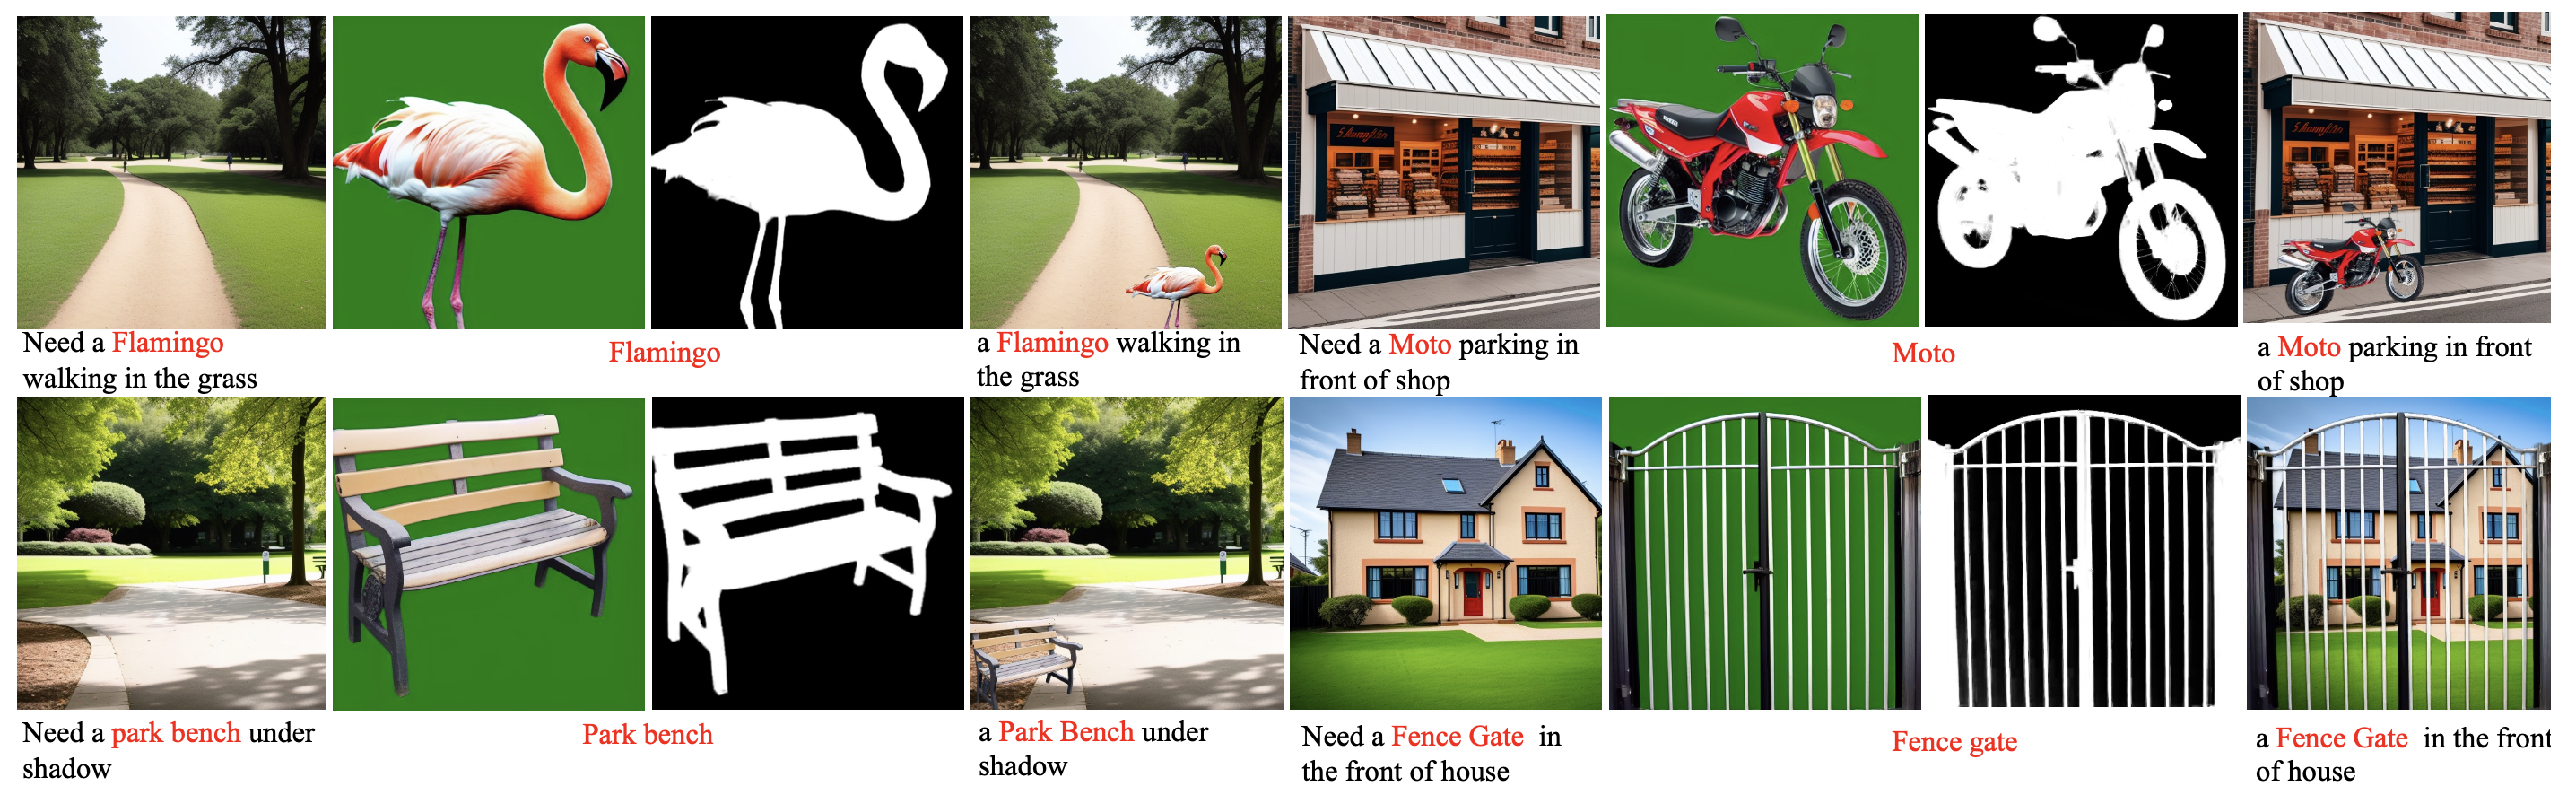 Need a Flamingo
walking in the grass
Flamingo
a Flamingo walking in
the grass
Need a Moto parking in
front of shop
Moto
a Moto parking in front
of shop
Need a park bench under
shadow
Park bench
a Park Bench under
shadow
Need a Fence Gate in
the front of house
Fence gate
a Fence Gate in the front
of house